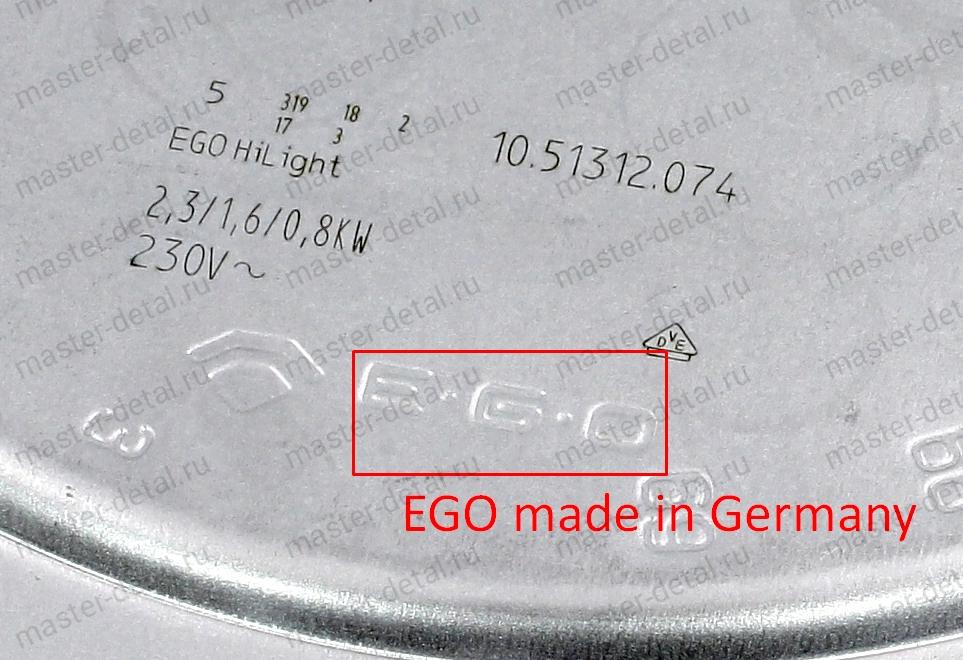 5 319 18 2
17 3
EGO HiLight
10.51312.074
2,3/1,6/0,8KW
230V~
DVE
E·G·O
3
EGO made in Germany
master-detal.ru